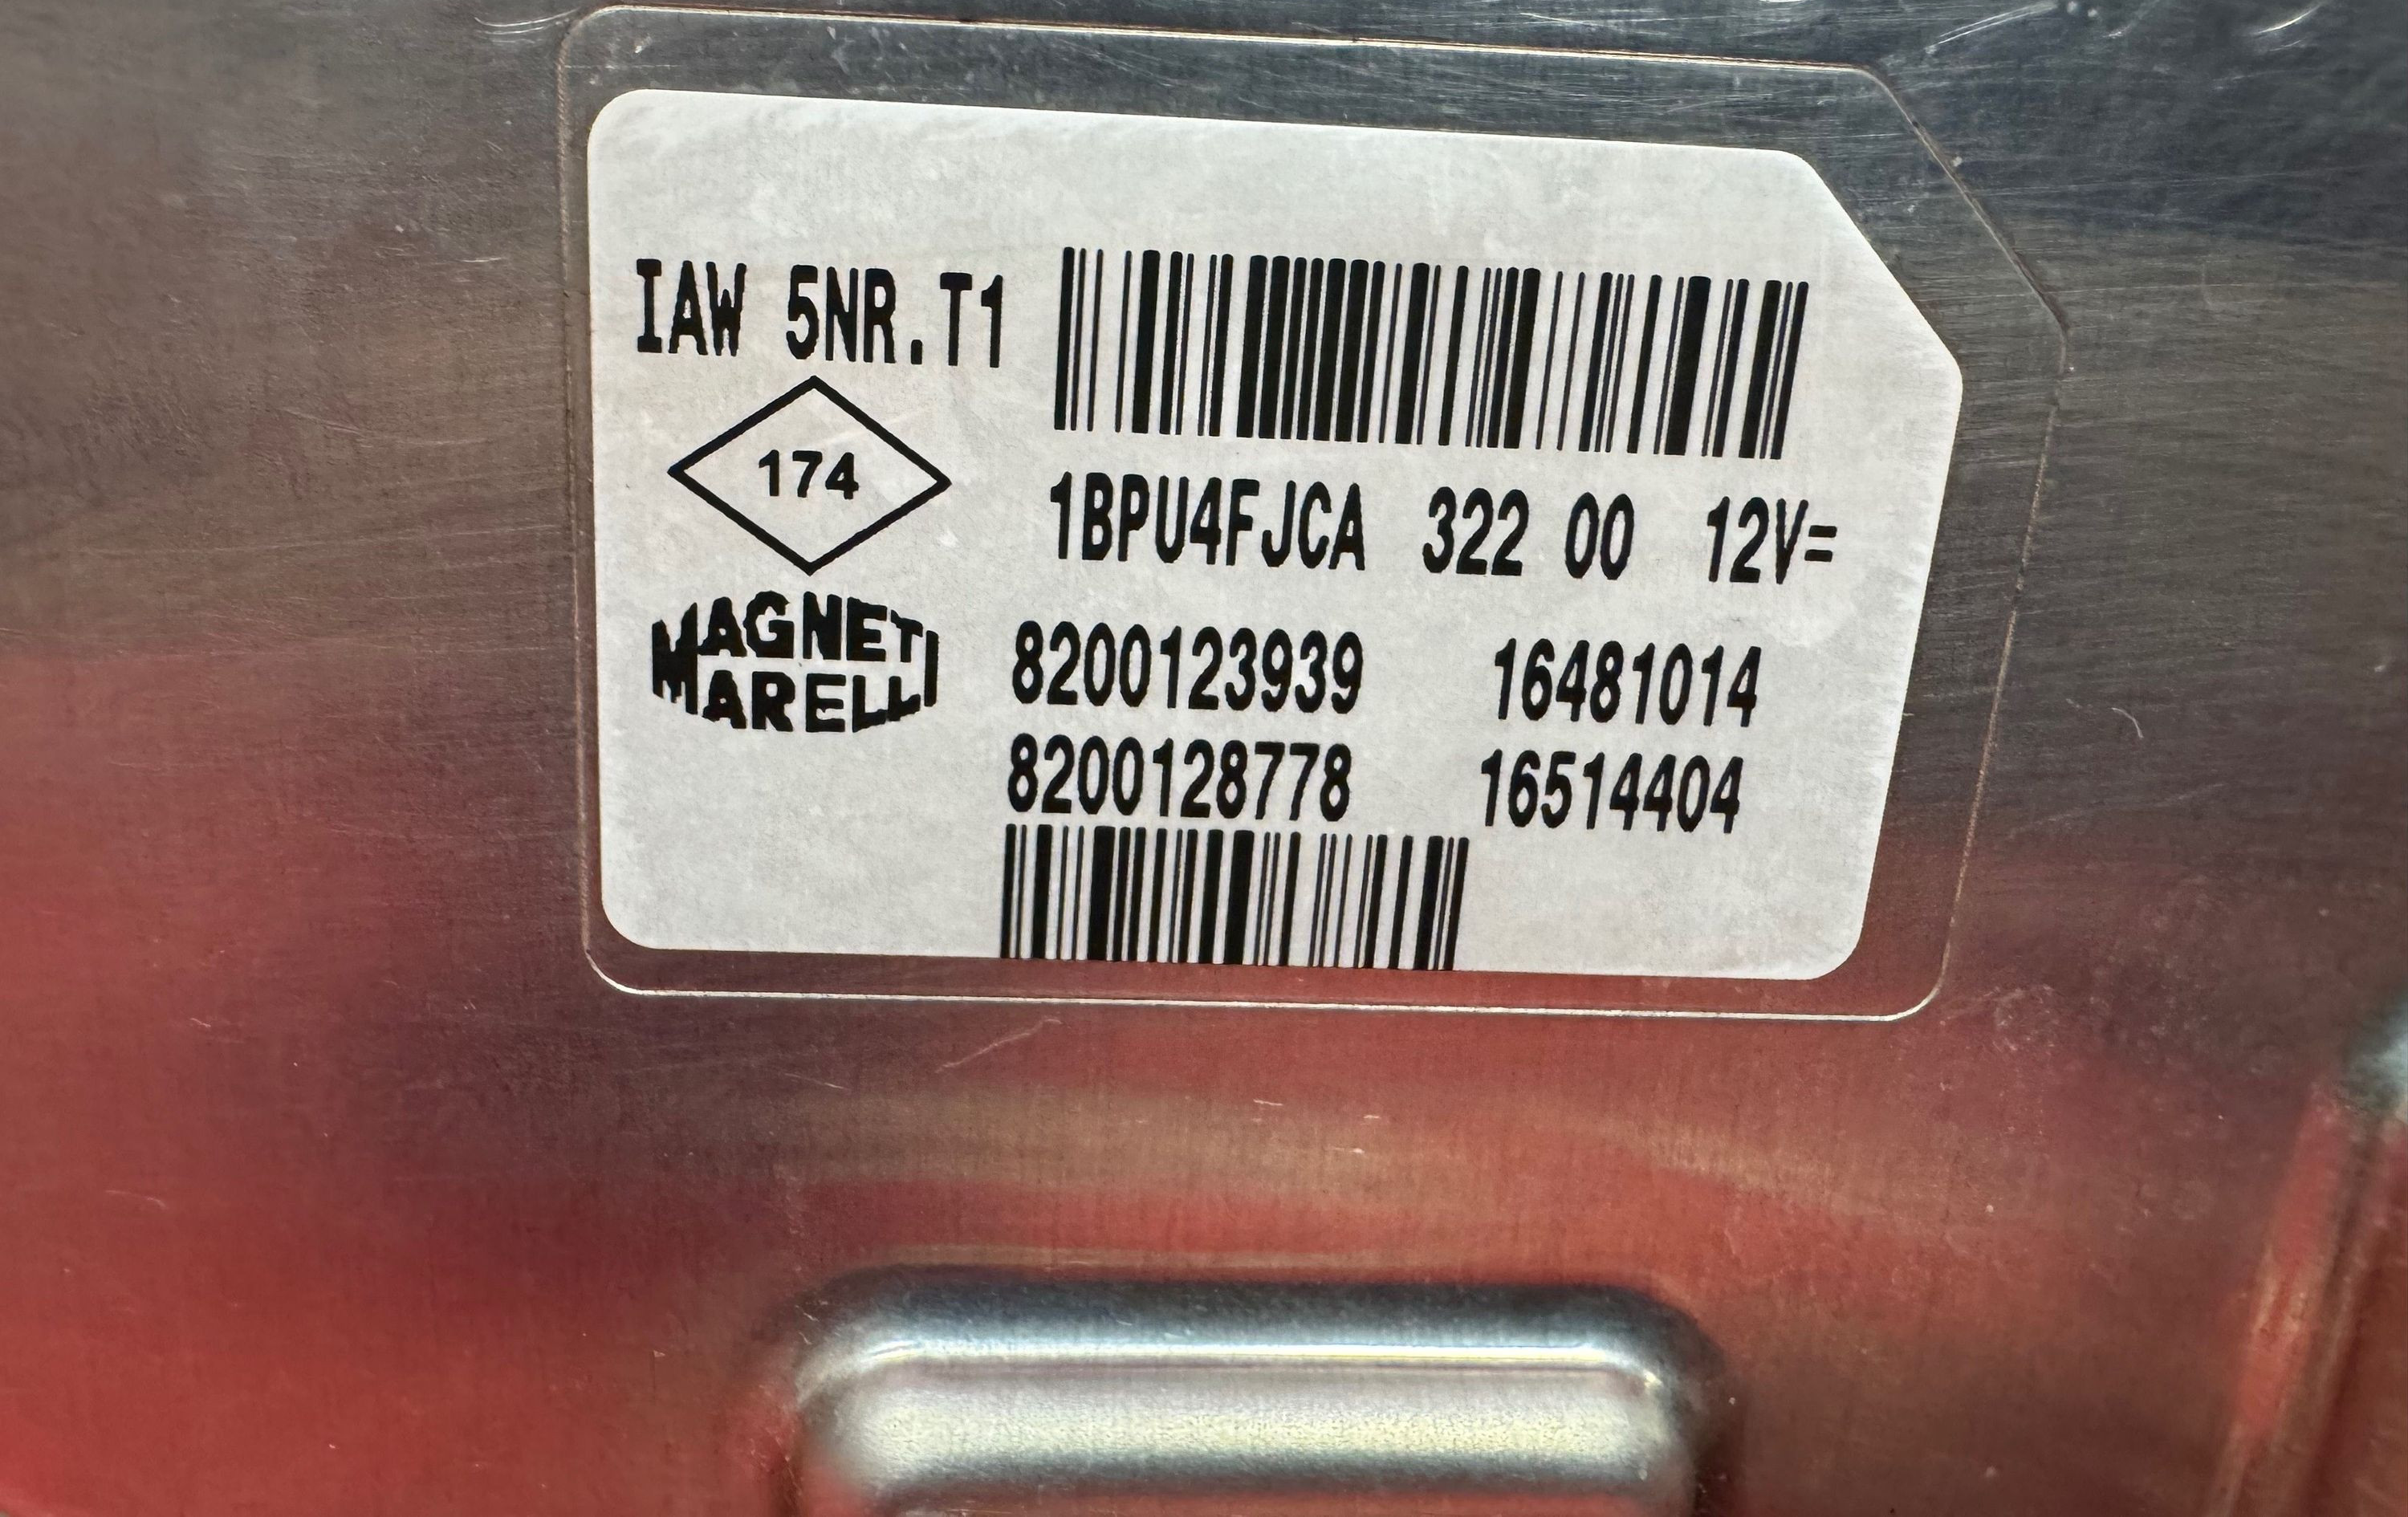 IAW 5NR.T1
174
1BPU4FJCA 322 00 12V=
MAGNETI
MARELLI
8200123939 16481014
8200128778 16514404